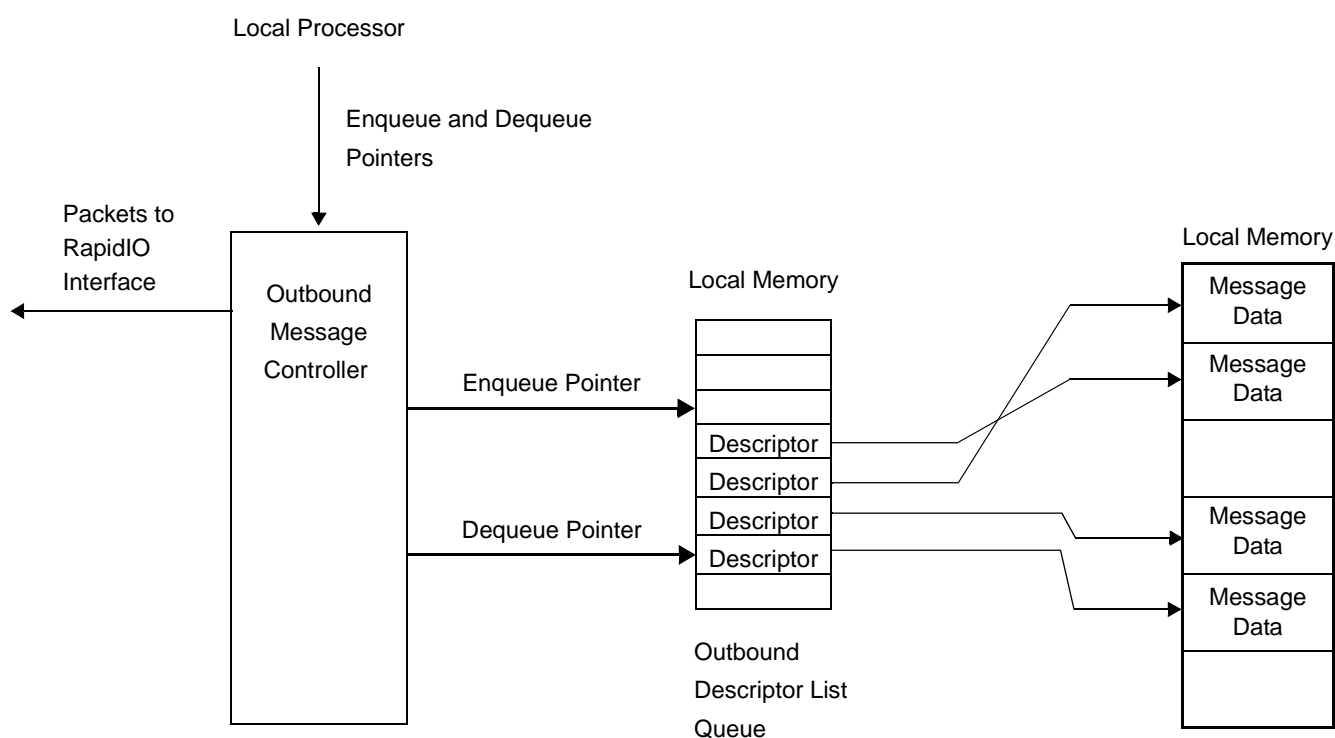 Local Processor
Enqueue and Dequeue
Pointers
Packets to
RapidIO
Interface
Outbound
Message
Controller
Enqueue Pointer
Dequeue Pointer
Local Memory
Descriptor
Descriptor
Descriptor
Descriptor
Outbound
Descriptor List
Queue
Local Memory
Message
Data
Message
Data
Message
Data
Message
Data